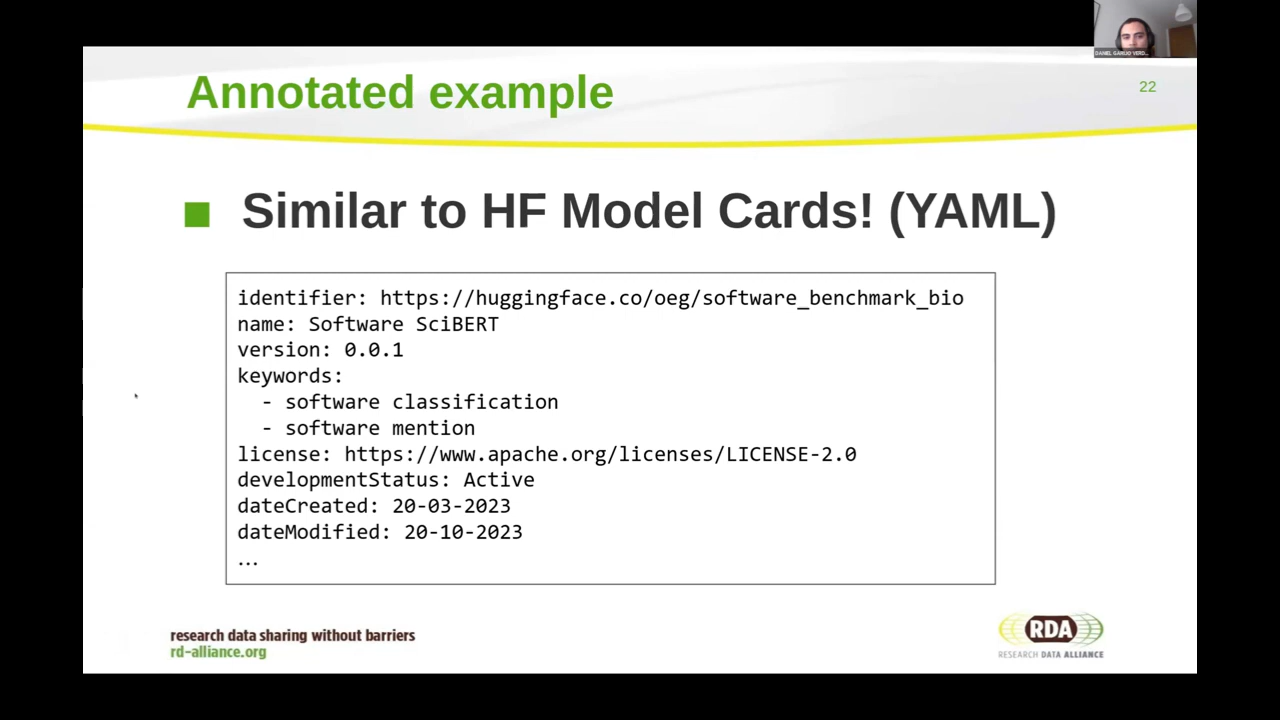 DANIEL GARIJO VERD...
Annotated example
22
Similar to HF Model Cards! (YAML)
identifier: https://huggingface.co/oeg/software_benchmark_bio
name: Software SciBERT
version: 0.0.1
keywords:
- software classification
- software mention
license: https://www.apache.org/licenses/LICENSE-2.0
developmentStatus: Active
dateCreated: 20-03-2023
dateModified: 20-10-2023
...
research data sharing without barriers
rd-alliance.org
RDA
RESEARCH DATA ALLIANCE